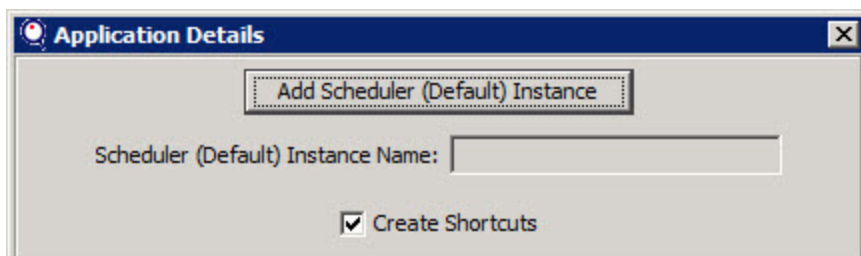 Application Details
Add Scheduler (Default) Instance
Scheduler (Default) Instance Name:
Create Shortcuts